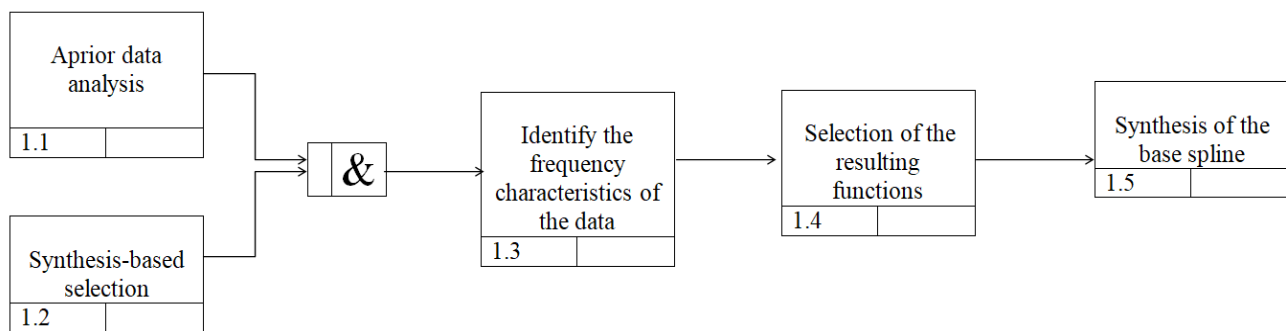 Aprior data
analysis
1.1
Synthesis-based
selection
1.2
&
Identify the
frequency
characteristics of
the data
1.3
Selection of the
resulting
functions
1.4
Synthesis of the
base spline
1.5